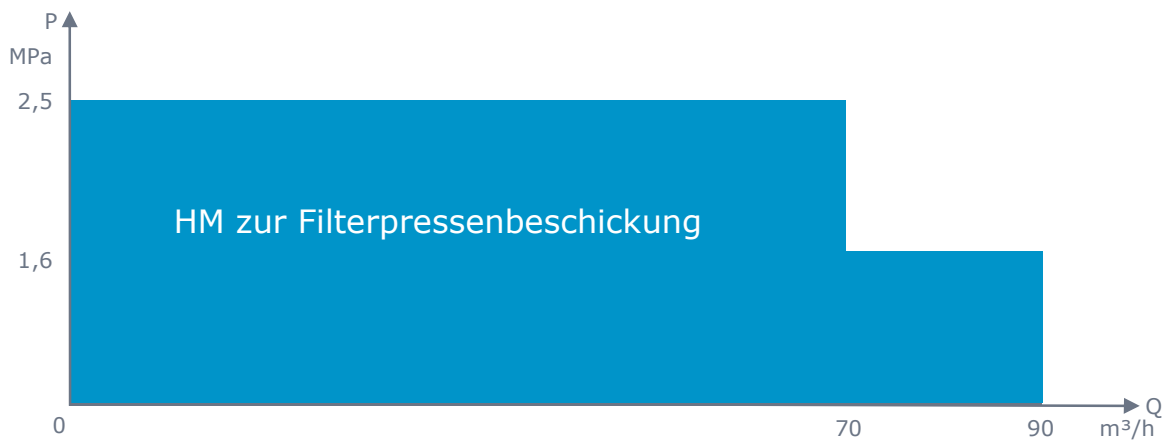 P
MPa
2,5
HM zur Filterpressenbeschickung
1,6
0
70
90
Q
m³/h